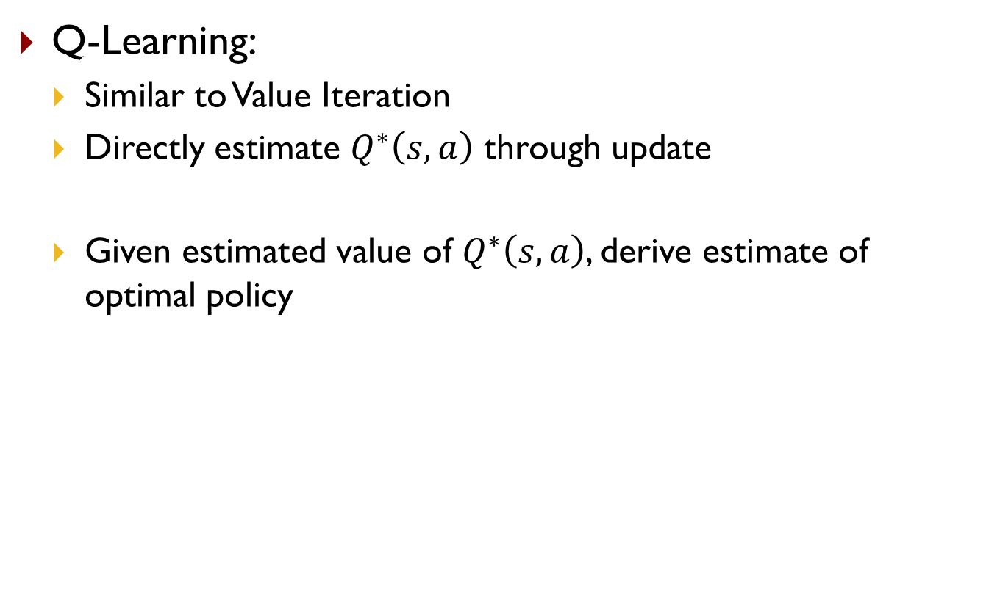 Q-Learning:
Similar to Value Iteration
Directly estimate Q*(s, a) through update
Given estimated value of Q*(s, a), derive estimate of
optimal policy